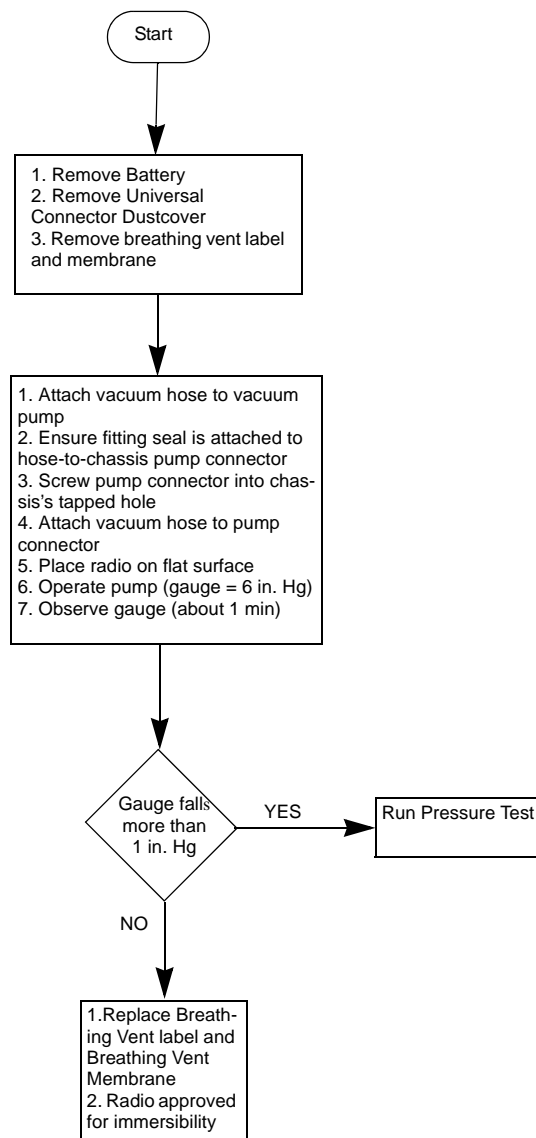 Start
1. Remove Battery
2. Remove Universal
Connector Dustcover
3. Remove breathing vent label
and membrane
1. Attach vacuum hose to vacuum
pump
2. Ensure fitting seal is attached to
hose-to-chassis pump connector
3. Screw pump connector into chas-
sis's tapped hole
4. Attach vacuum hose to pump
connector
5. Place radio on flat surface
6. Operate pump (gauge = 6 in. Hg)
7. Observe gauge (about 1 min)
Gauge falls
more than
1 in. Hg
YES
Run Pressure Test
NO
1.Replace Breath-
ing Vent label and
Breathing Vent
Membrane
2. Radio approved
for immersibility